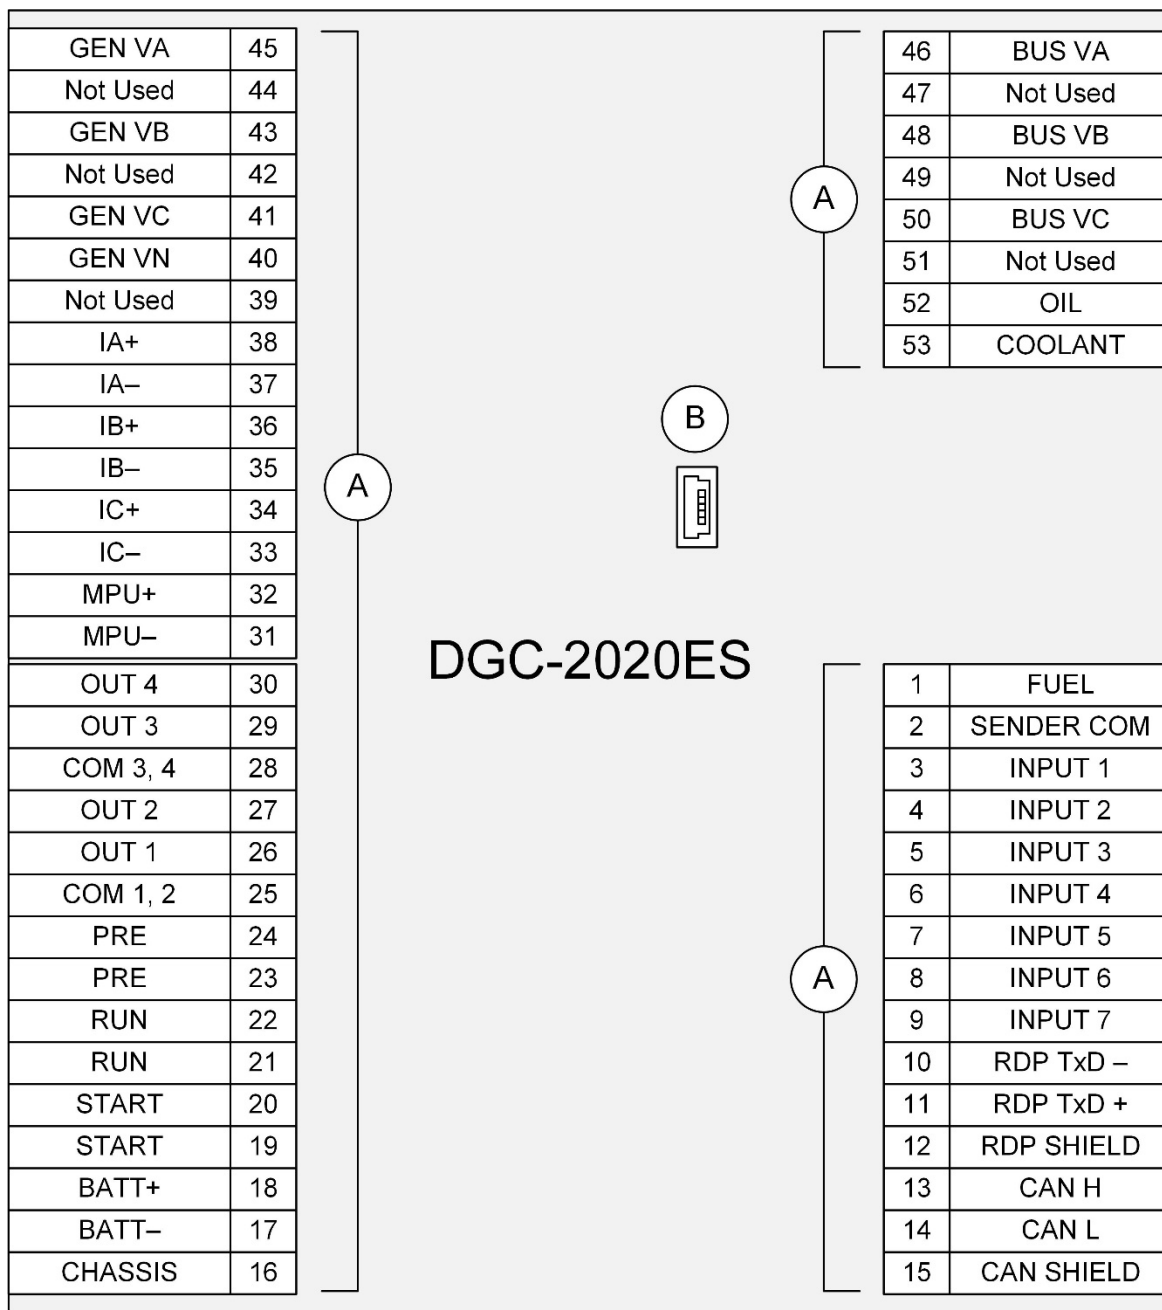 GEN VA 45
Not Used 44
GEN VB 43
Not Used 42
GEN VC 41
GEN VN 40
Not Used 39
IA+ 38
IA– 37
IB+ 36
IB– 35
IC+ 34
IC– 33
MPU+ 32
MPU– 31
OUT 4 30
OUT 3 29
COM 3, 4 28
OUT 2 27
OUT 1 26
COM 1, 2 25
PRE 24
PRE 23
RUN 22
RUN 21
START 20
START 19
BATT+ 18
BATT– 17
CHASSIS 16
A
B
DGC-2020ES
46 BUS VA
47 Not Used
48 BUS VB
49 Not Used
50 BUS VC
51 Not Used
52 OIL
53 COOLANT
A
1 FUEL
2 SENDER COM
3 INPUT 1
4 INPUT 2
5 INPUT 3
6 INPUT 4
7 INPUT 5
8 INPUT 6
9 INPUT 7
10 RDP TxD –
11 RDP TxD +
12 RDP SHIELD
13 CAN H
14 CAN L
15 CAN SHIELD
A